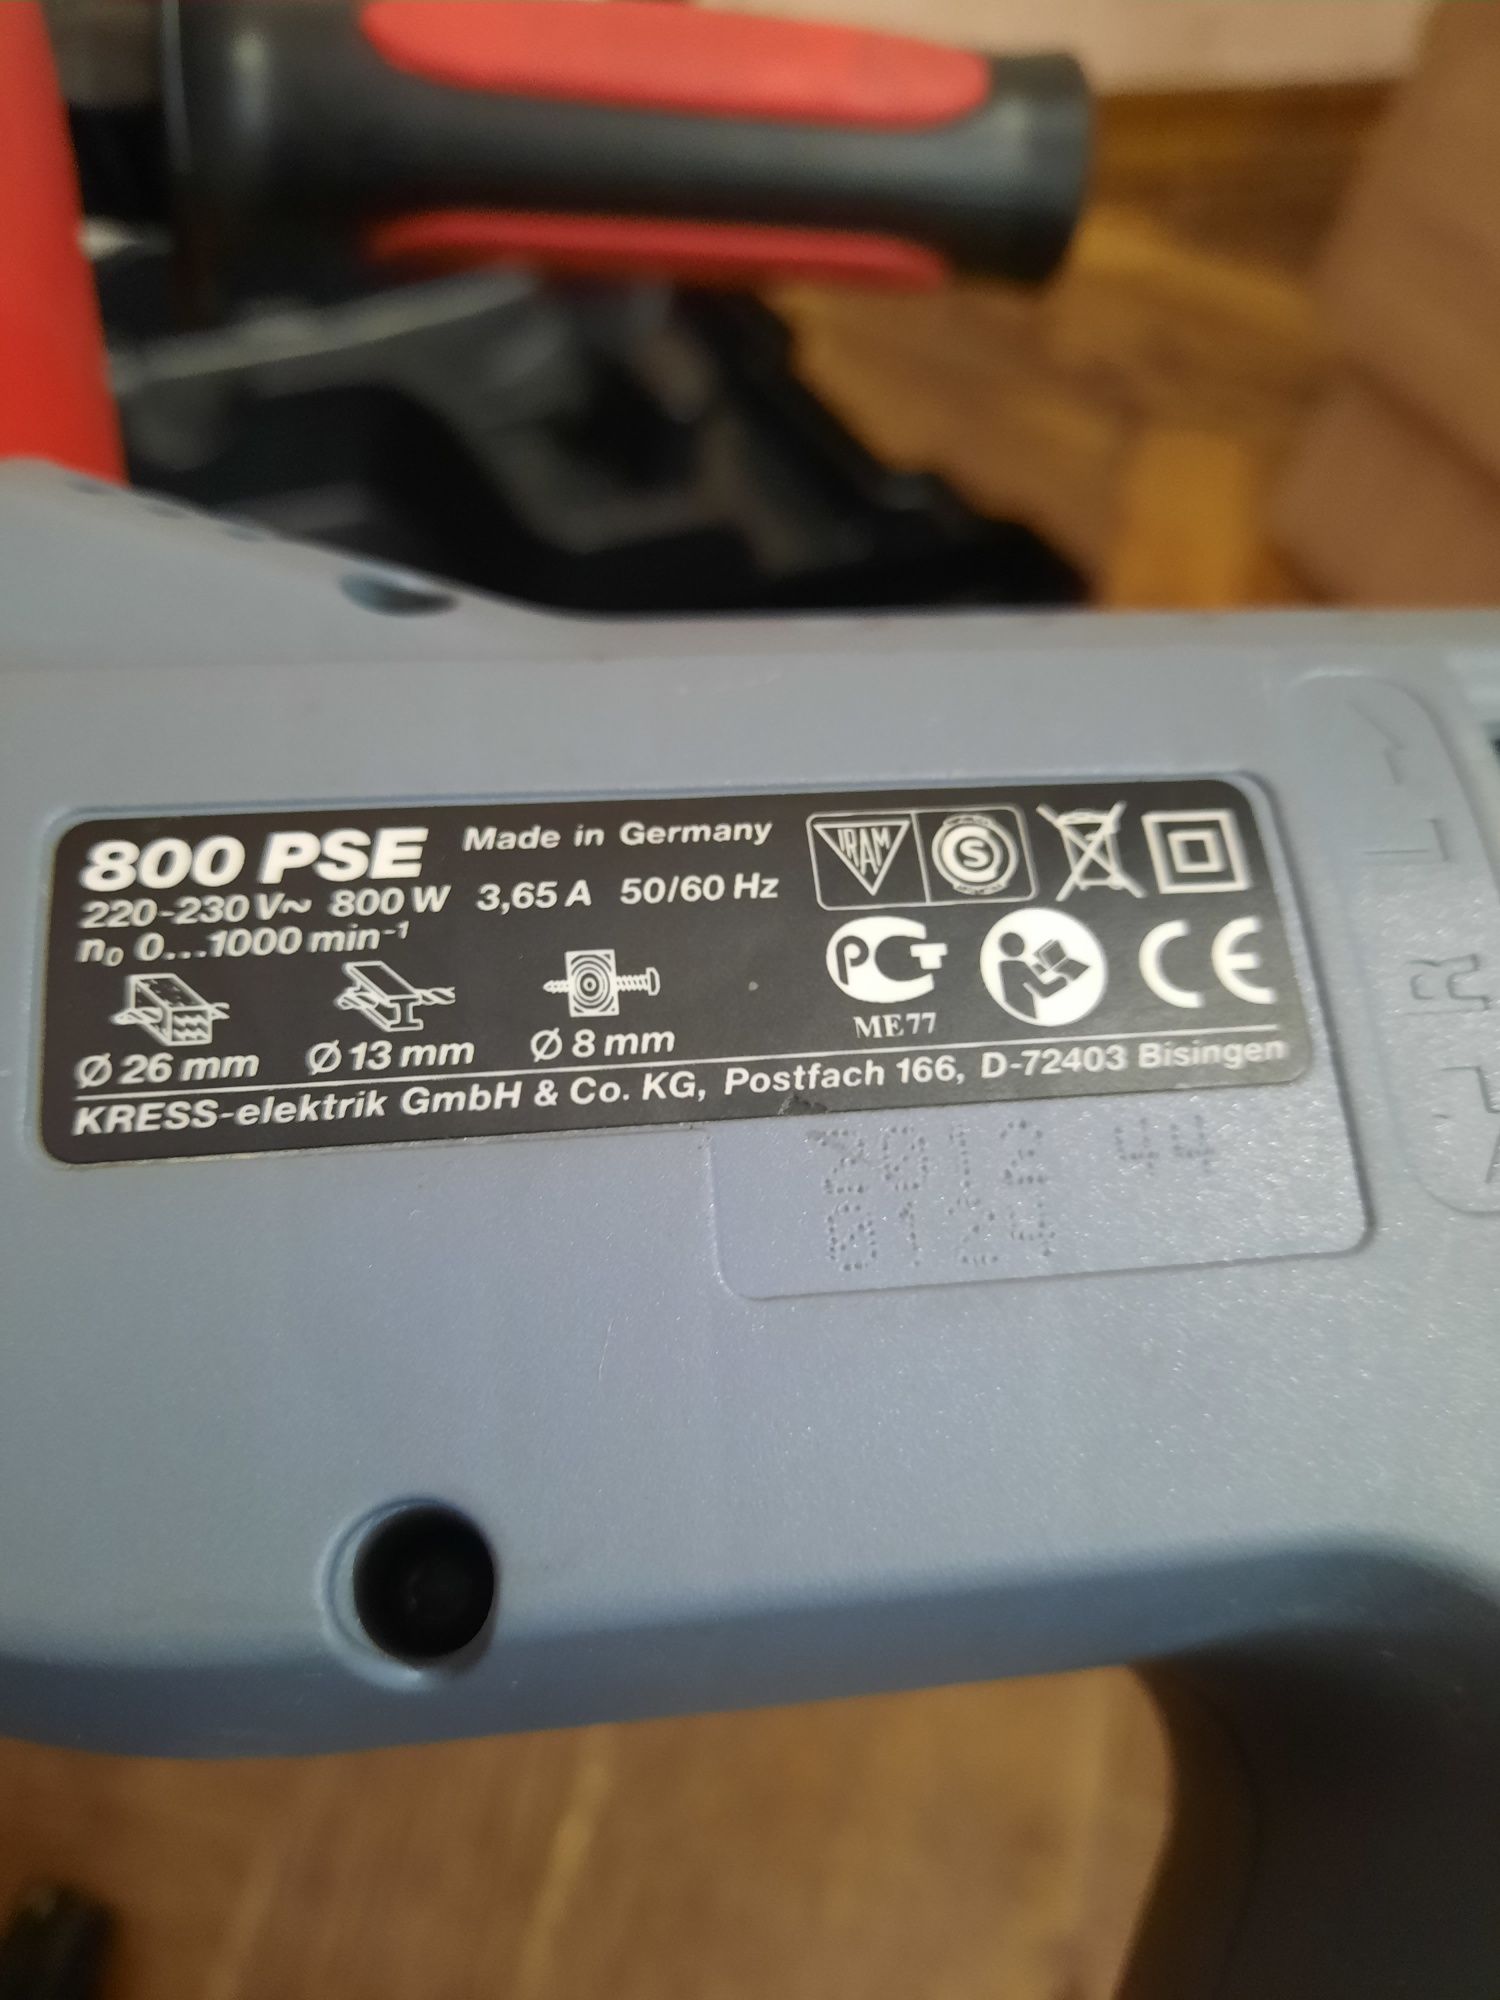 800 PSE Made in Germany
220-230 V~ 800 W 3,65 A 50/60 Hz
n₀ 0...1000 min⁻¹
Ø 26 mm Ø 13 mm Ø 8 mm
IRAM S
PCT
ME77
CE
KRESS-elektrik GmbH & Co. KG, Postfach 166, D-72403 Bisingen
2012 44
0124